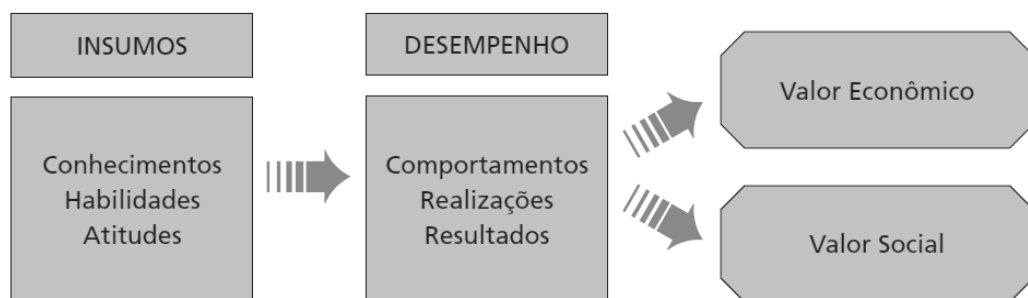 INSUMOS
Conhecimentos
Habilidades
Atitudes
DESEMPENHO
Comportamentos
Realizações
Resultados
Valor Econômico
Valor Social